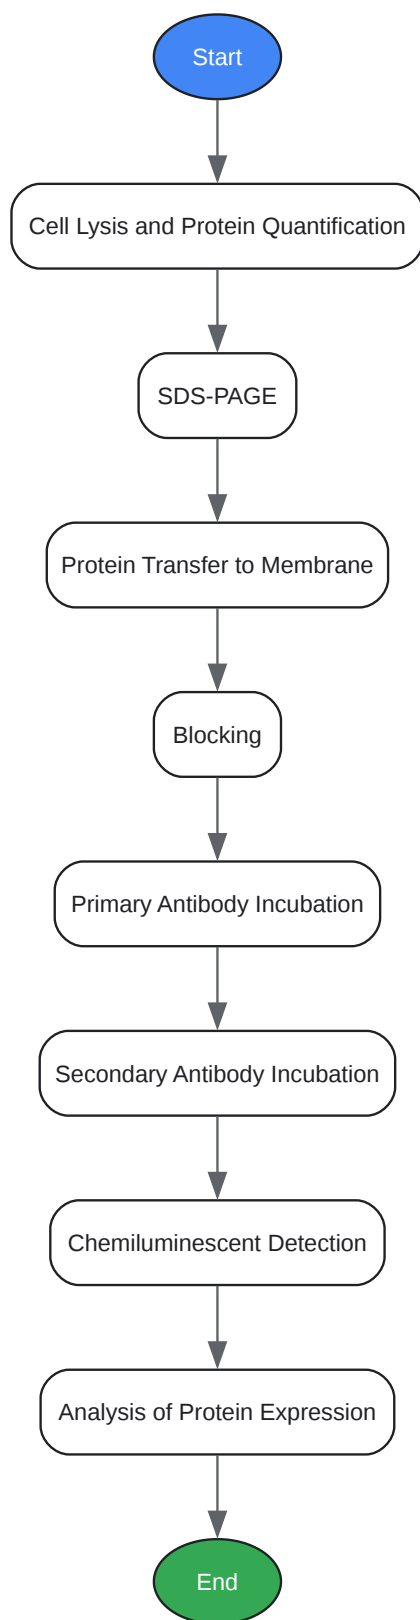 Start
Cell Lysis and Protein Quantification
SDS-PAGE
Protein Transfer to Membrane
Blocking
Primary Antibody Incubation
Secondary Antibody Incubation
Chemiluminescent Detection
Analysis of Protein Expression
End